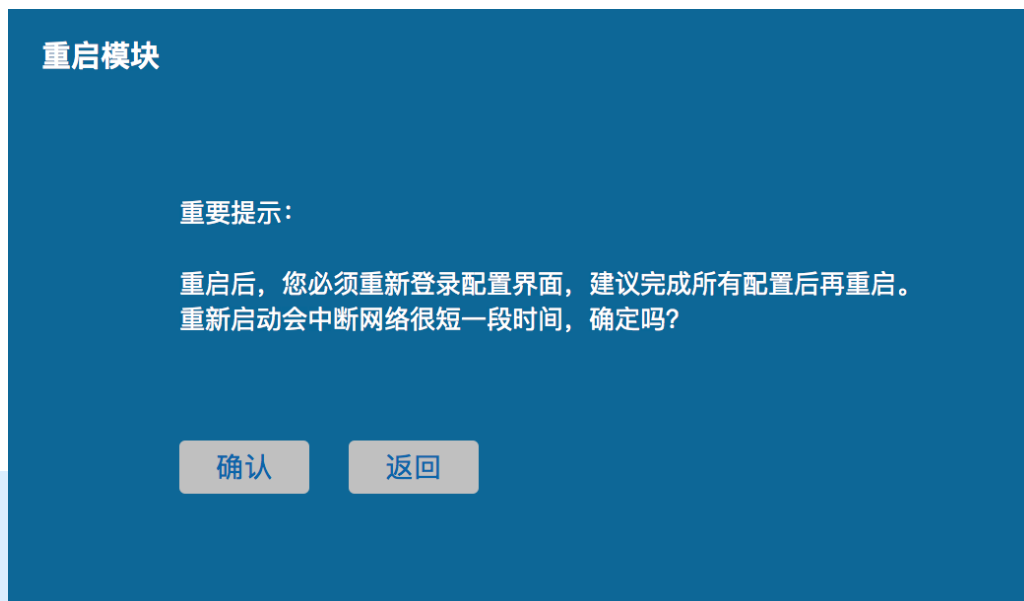 重启模块
重要提示：
重启后，您必须重新登录配置界面，建议完成所有配置后再重启。
重新启动会中断网络很短一段时间，确定吗？
确认
返回